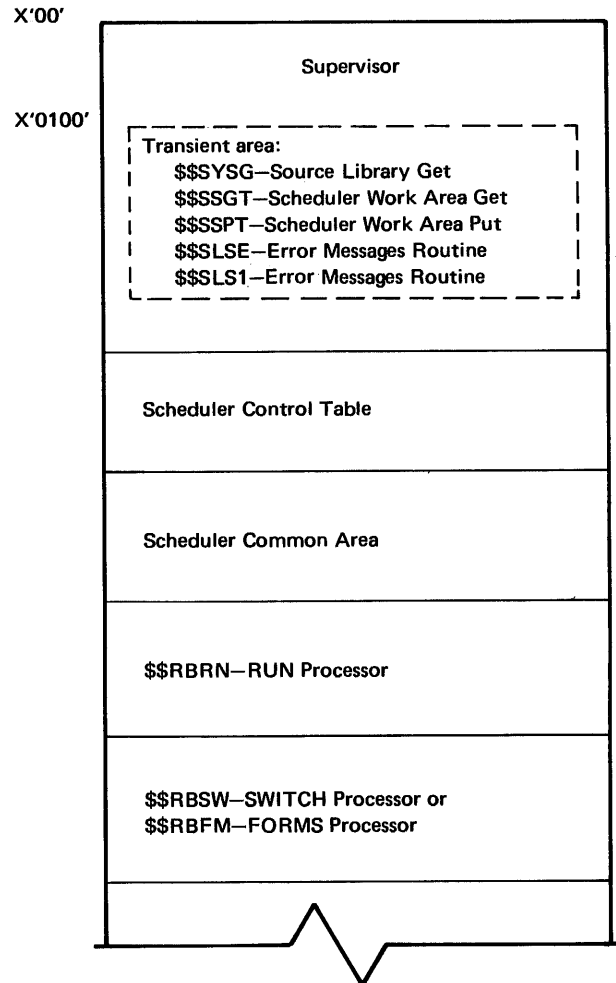 X'00'
Supervisor
X'0100'
Transient area:
$$SYSG—Source Library Get
$$SSGT—Scheduler Work Area Get
$$SSPT—Scheduler Work Area Put
$$SLSE—Error Messages Routine
$$SLS1—Error Messages Routine
Scheduler Control Table
Scheduler Common Area
$$RBRN—RUN Processor
$$RBSW—SWITCH Processor or
$$RBFM—FORMS Processor